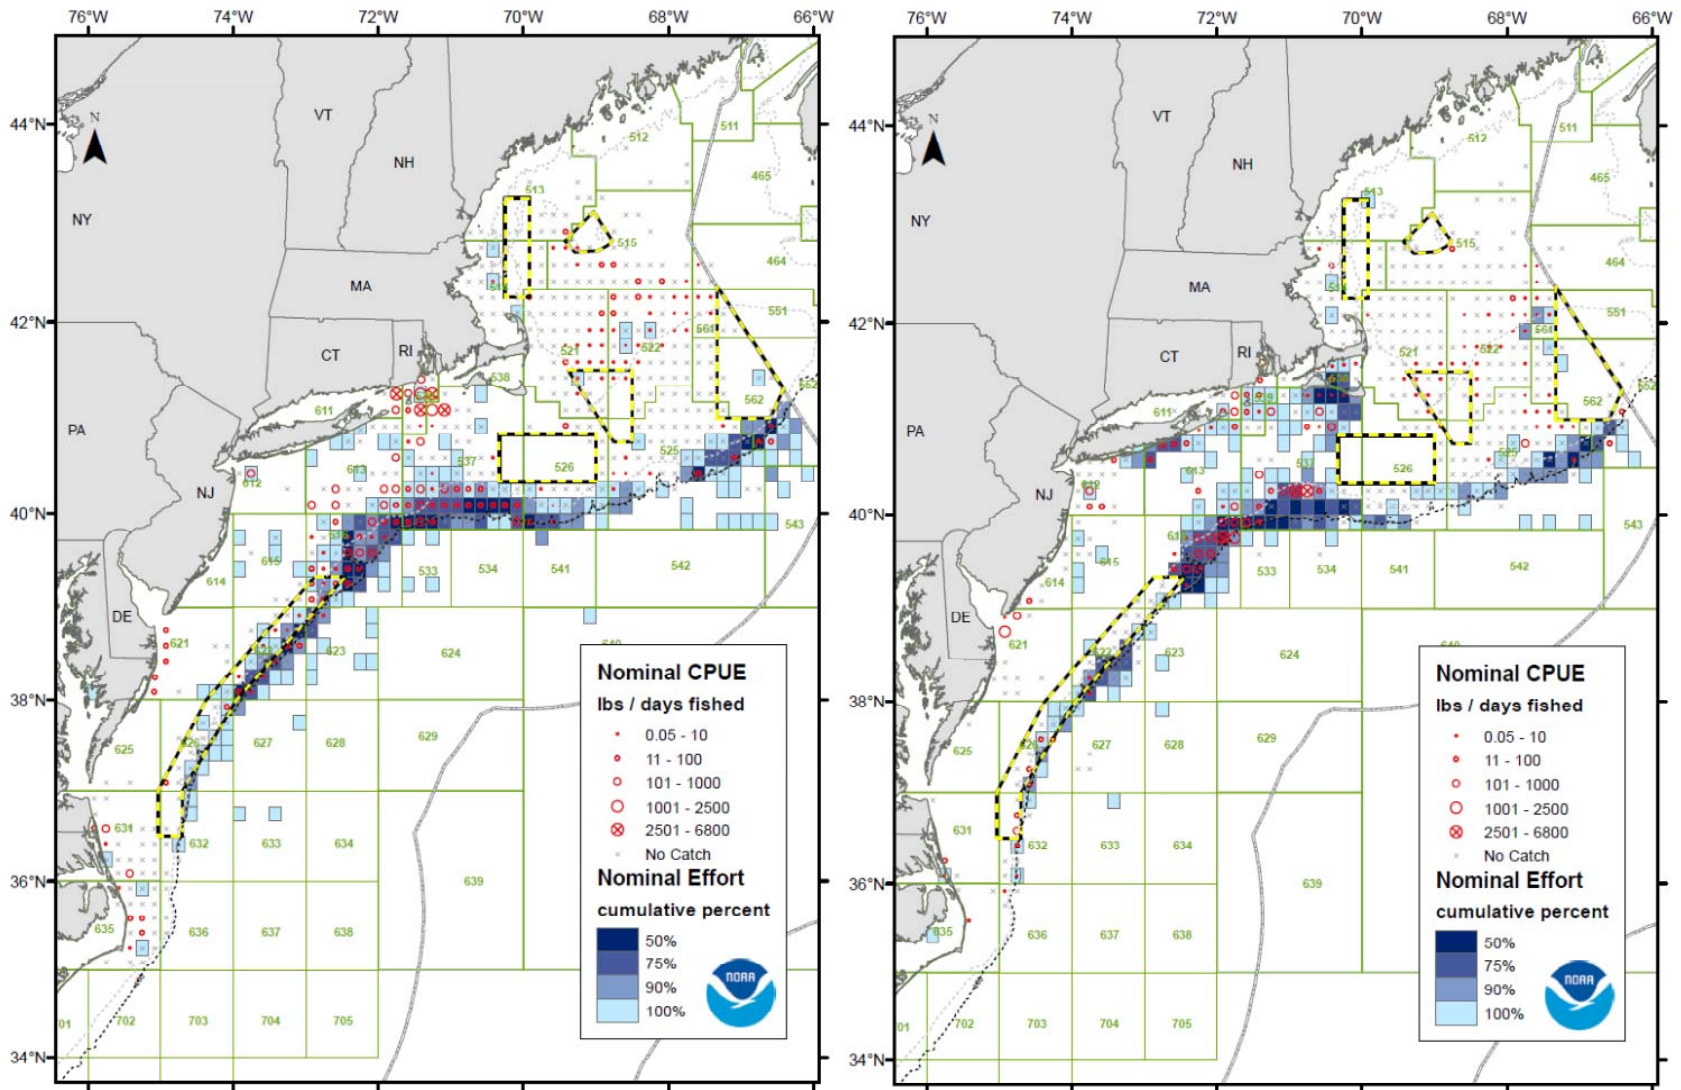 76°W 74°W 72°W 70°W 68°W 66°W
44°N
42°N
40°N
38°N
36°N
34°N
N
VT
NH
NY
MA
CT
RI
PA
NJ
DE
511
512
513
465
515
464
551
561
521
522
552
562
538
611
537
525
526
613
612
543
615
614
533
534
541
542
621
623
624
625
627
628
629
631
632
633
634
639
635
636
637
638
702
703
704
705
Nominal CPUE
lbs / days fished
0.05 - 10
11 - 100
101 - 1000
1001 - 2500
2501 - 6800
No Catch
Nominal Effort
cumulative percent
50%
75%
90%
100%
NOAA
76°W 74°W 72°W 70°W 68°W 66°W
44°N
42°N
40°N
38°N
36°N
34°N
N
VT
NH
NY
MA
CT
RI
PA
NJ
DE
511
512
513
465
515
464
551
561
521
522
552
562
611
537
525
526
613
612
543
615
614
533
534
541
542
621
623
624
625
627
628
629
631
632
633
634
639
635
636
637
638
702
703
704
705
Nominal CPUE
lbs / days fished
0.05 - 10
11 - 100
101 - 1000
1001 - 2500
2501 - 6800
No Catch
Nominal Effort
cumulative percent
50%
75%
90%
100%
NOAA